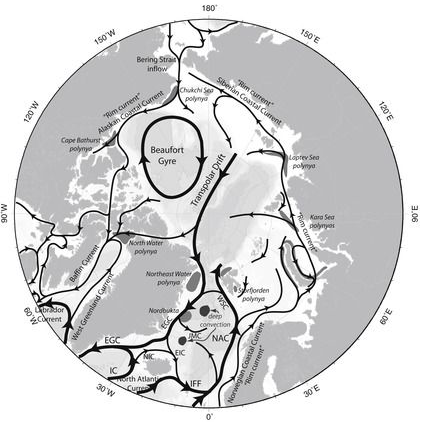 180°
150°W
150°E
Bering Strait
inflow
"Rim current"
Alaskan Coastal Current
Chukchi Sea
polynya
"Rim current"
Siberian Coastal Current
120°W
120°E
Cape Bathurst
polynya
Beaufort
Gyre
Transpolar Drift
Laptev Sea
polynyas
90°W
90°E
Kara Sea
polynyas
"Rim current"
North Water
polynya
Baffin Current
West Greenland Current
Northeast Water
polynya
Storfjorden
polynya
WSC
Nordbukta
EGC
deep
convection
JMC
NAC
Labrador
Current
60°W
60°E
EGC
NIC
EIC
IC
North Atlantic
Current
IFF
Norwegian Coastal Current
"Rim current"
30°W
30°E
0°